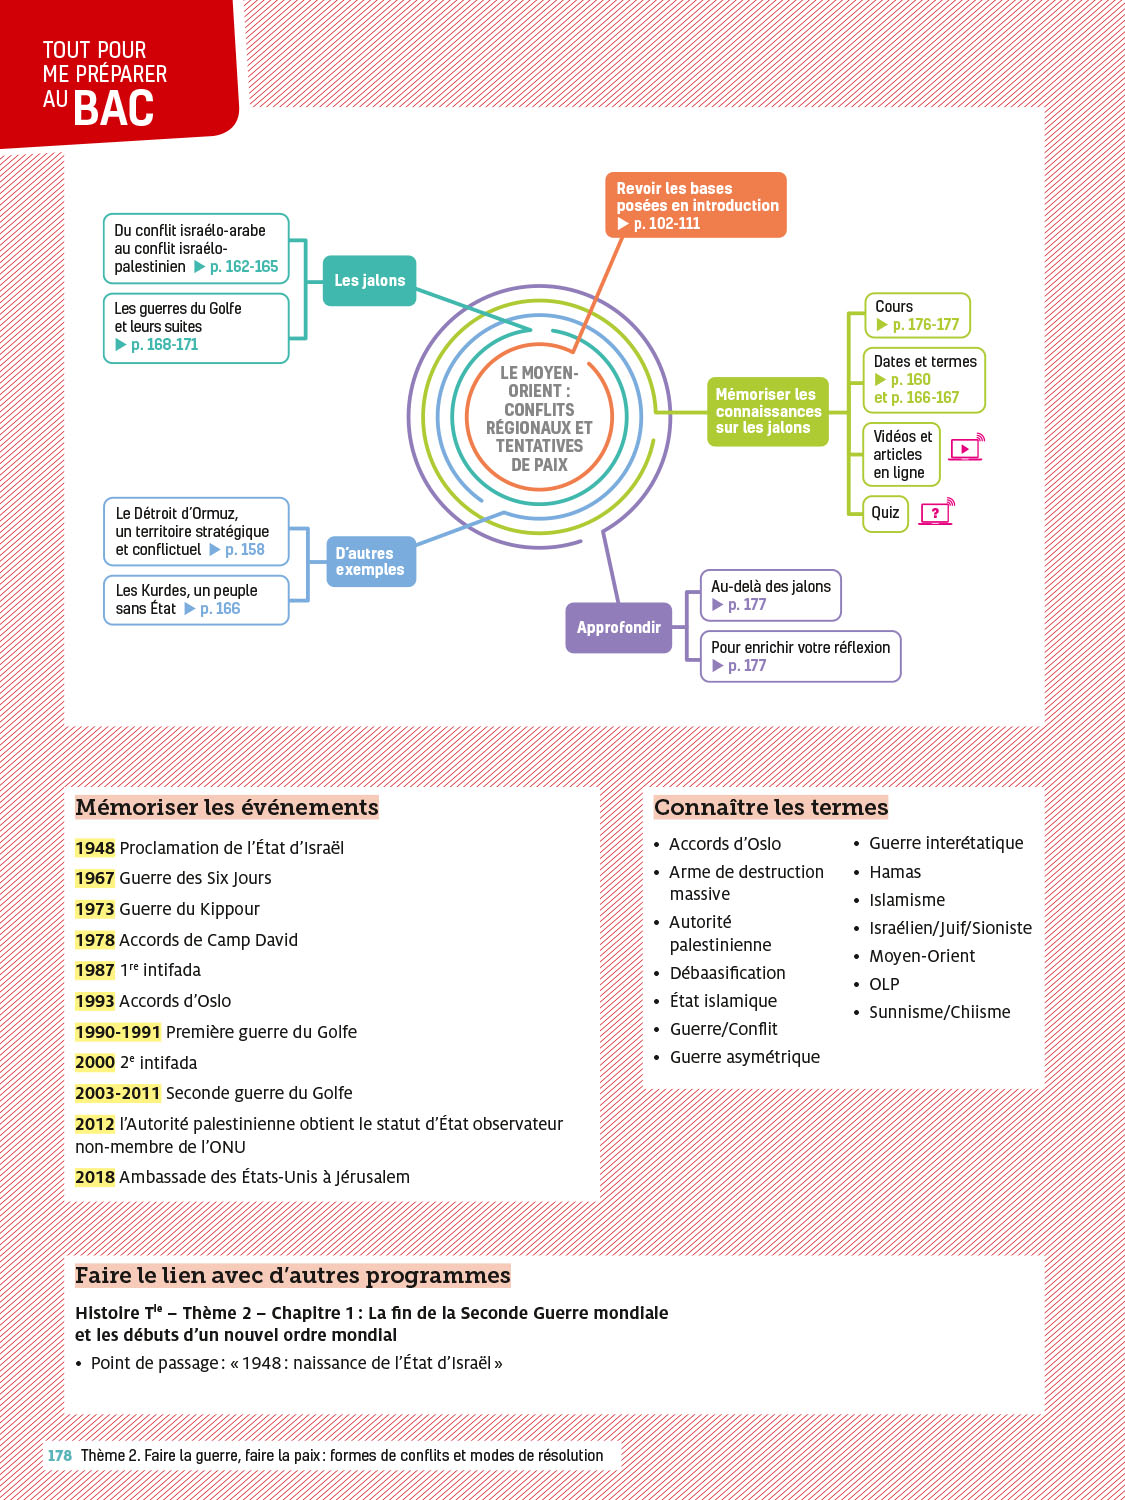 TOUT POUR
ME PRÉPARER
AU BAC
Revoir les bases
posées en introduction
▶ p. 102-111
Du conflit israélo-arabe
au conflit israélo-
palestinien ▶ p. 162-165
Les guerres du Golfe
et leurs suites
▶ p. 168-171
Les jalons
LE MOYEN-
ORIENT :
CONFLITS
RÉGIONAUX ET
TENTATIVES
DE PAIX
Mémoriser les
connaissances
sur les jalons
Cours
▶ p. 176-177
Dates et termes
▶ p. 160
et p. 166-167
Vidéos et
articles
en ligne
Quiz
?
Le Détroit d'Ormuz,
un territoire stratégique
et conflictuel ▶ p. 158
Les Kurdes, un peuple
sans État ▶ p. 166
D'autres
exemples
Approfondir
Au-delà des jalons
▶ p. 177
Pour enrichir votre réflexion
▶ p. 177
Mémoriser les événements
1948 Proclamation de l'État d'Israël
1967 Guerre des Six Jours
1973 Guerre du Kippour
1978 Accords de Camp David
1987 1re intifada
1993 Accords d'Oslo
1990-1991 Première guerre du Golfe
2000 2e intifada
2003-2011 Seconde guerre du Golfe
2012 l'Autorité palestinienne obtient le statut d'État observateur
non-membre de l'ONU
2018 Ambassade des États-Unis à Jérusalem
Connaître les termes
• Accords d'Oslo
• Arme de destruction
massive
• Autorité
palestinienne
• Débaasification
• État islamique
• Guerre/Conflit
• Guerre asymétrique
• Guerre interétatique
• Hamas
• Islamisme
• Israélien/Juif/Sioniste
• Moyen-Orient
• OLP
• Sunnisme/Chiisme
Faire le lien avec d'autres programmes
Histoire Tle – Thème 2 – Chapitre 1 : La fin de la Seconde Guerre mondiale
et les débuts d'un nouvel ordre mondial
• Point de passage : « 1948 : naissance de l'État d'Israël »
178 Thème 2. Faire la guerre, faire la paix : formes de conflits et modes de résolution